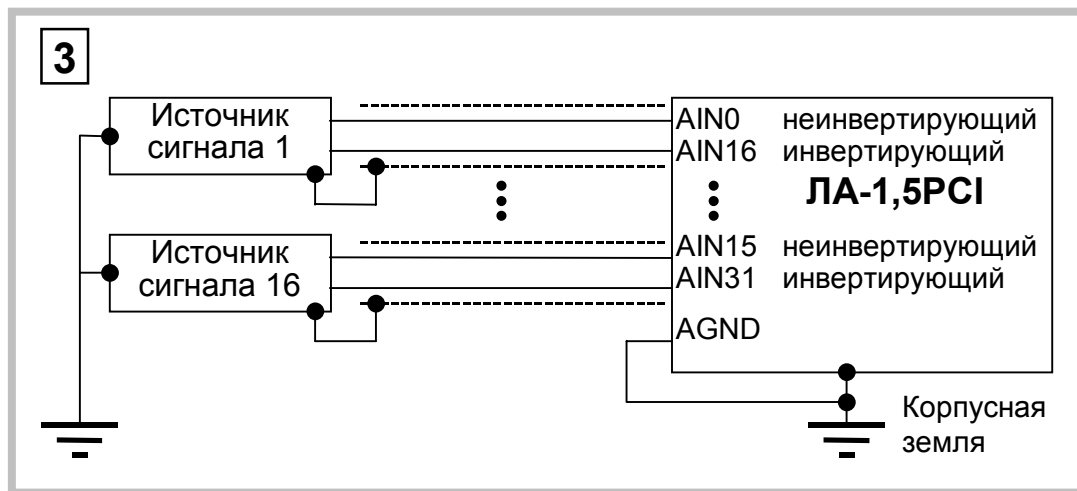 3
Источник
сигнала 1
AIN0 неинвертирующий
AIN16 инвертирующий
ЛА-1,5PCI
Источник
сигнала 16
AIN15 неинвертирующий
AIN31 инвертирующий
AGND
Корпусная
земля